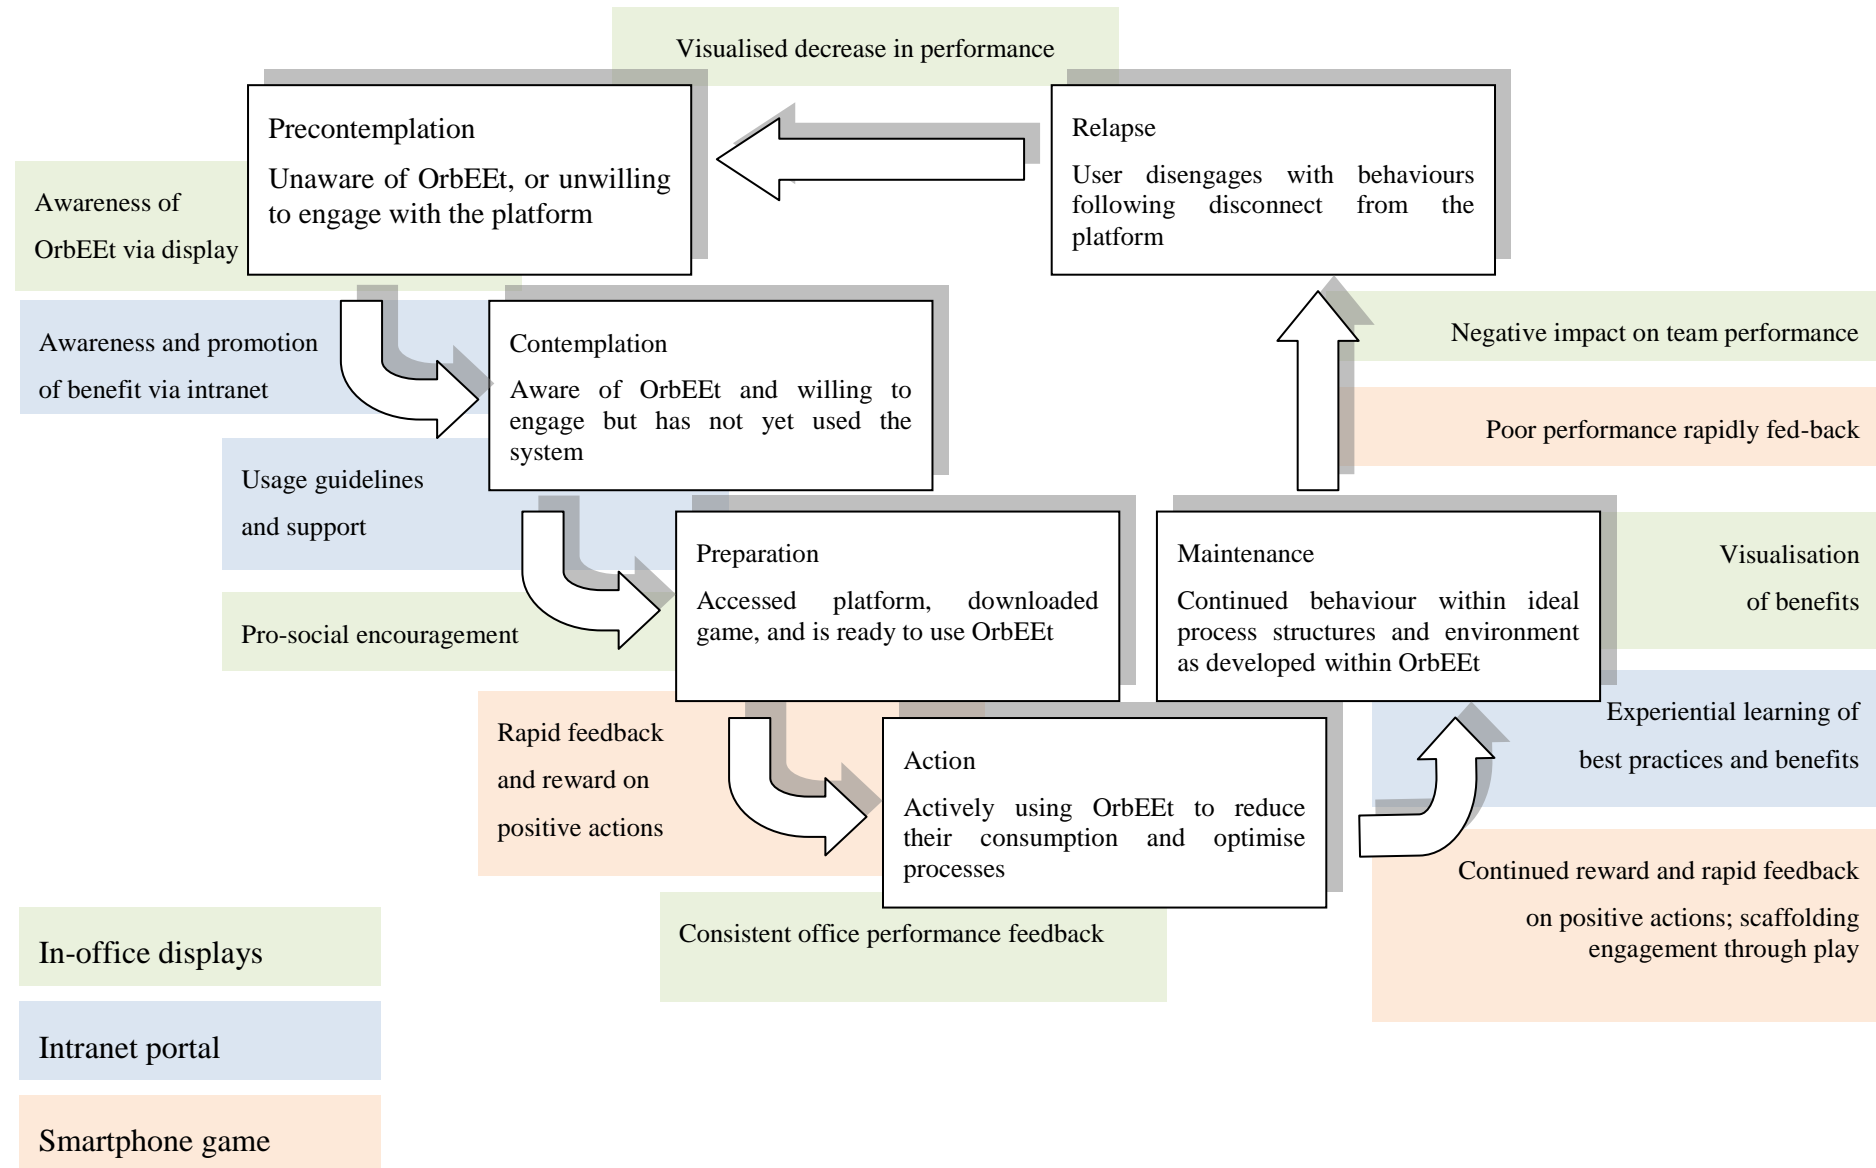 Visualised decrease in performance
Precontemplation
Unaware of OrbEEt, or unwilling
to engage with the platform
Relapse
User disengages with behaviours
following disconnect from the
platform
Awareness of
OrbEEt via display
Awareness and promotion
of benefit via intranet
Contemplation
Aware of OrbEEt and willing to
engage but has not yet used the
system
Negative impact on team performance
Poor performance rapidly fed-back
Usage guidelines
and support
Pro-social encouragement
Preparation
Accessed platform, downloaded
game, and is ready to use OrbEEt
Maintenance
Continued behaviour within ideal
process structures and environment
as developed within OrbEEt
Visualisation
of benefits
Experiential learning of
best practices and benefits
Rapid feedback
and reward on
positive actions
Action
Actively using OrbEEt to reduce
their consumption and optimise
processes
Continued reward and rapid feedback
on positive actions; scaffolding
engagement through play
Consistent office performance feedback
In-office displays
Intranet portal
Smartphone game